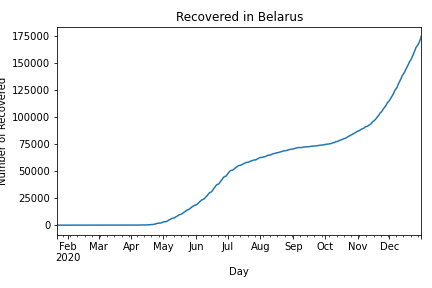 Recovered in Belarus
Number of Recovered
175000
150000
125000
100000
75000
50000
25000
0
Feb Mar Apr May Jun Jul Aug Sep Oct Nov Dec
2020
Day